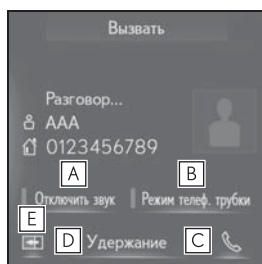 Вызвать
Разговор...
AAA
0123456789
A
B
Отключить звук
Режим телеф. трубки
E
D
Удержание
C